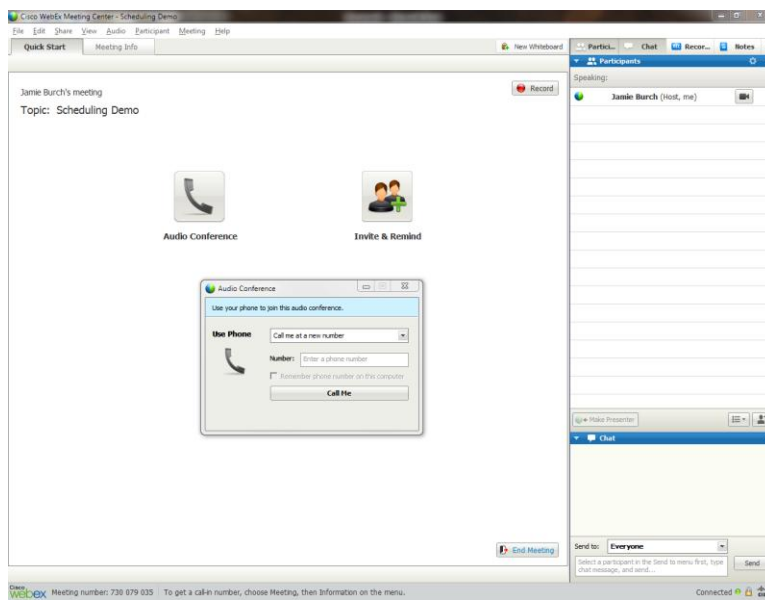 Cisco WebEx Meeting Center - Scheduling Demo
File Edit Share View Audio Participant Meeting Help
Quick Start Meeting Info New Whiteboard
Jamie Burch's meeting
Topic: Scheduling Demo
Record
Audio Conference Invite & Remind
Audio Conference
Use your phone to join this audio conference.
Use Phone Call me at a new number
Number: Enter a phone number
Remember phone number on this computer
Call Me
End Meeting
Partici... Chat Recor... Notes
Participants
Speaking:
Jamie Burch (Host, me)
Make Presenter
Chat
Send to: Everyone
Select a participant in the Send to menu first, type
chat message, and send...
Send
Cisco webex Meeting number: 730 079 035 To get a call-in number, choose Meeting, then Information on the menu. Connected